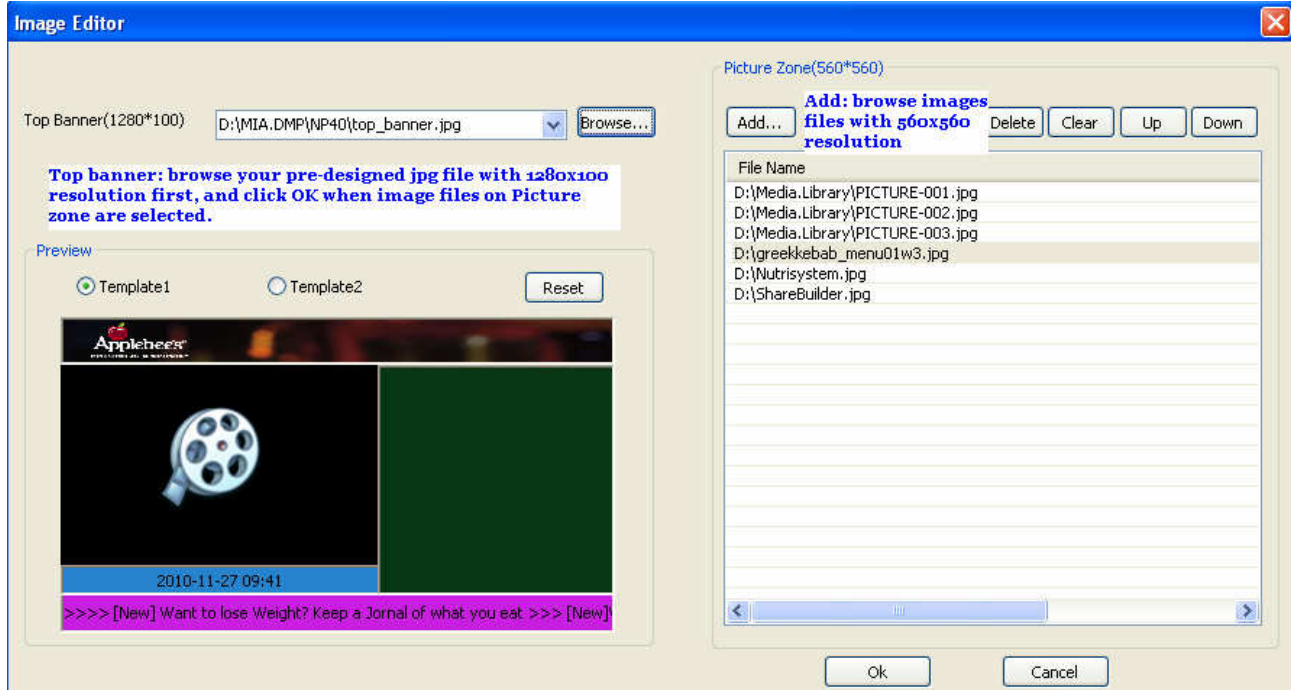 Image Editor
Top Banner(1280*100)
D:\MIA.DMP\NP40\top_banner.jpg
Browse...
Top banner: browse your pre-designed jpg file with 1280x100
resolution first, and click OK when image files on Picture
zone are selected.
Preview
Template1
Template2
Reset
Applebee's
2010-11-27 09:41
>>>> [New] Want to lose Weight? Keep a Jornal of what you eat >>> [New]
Picture Zone(560*560)
Add...
Add: browse images
files with 560x560
resolution
Delete
Clear
Up
Down
File Name
D:\Media.Library\PICTURE-001.jpg
D:\Media.Library\PICTURE-002.jpg
D:\Media.Library\PICTURE-003.jpg
D:\greekkebab_menu01w3.jpg
D:\Nutrisystem.jpg
D:\ShareBuilder.jpg
Ok
Cancel